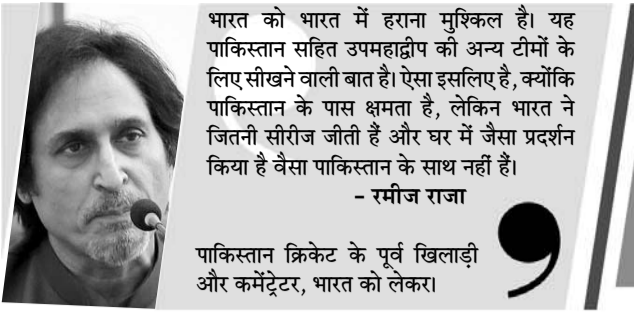 भारत को भारत में हराना मुश्किल है। यह
पाकिस्तान सहित उपमहाद्वीप की अन्य टीमों के
लिए सीखने वाली बात है। ऐसा इसलिए है, क्योंकि
पाकिस्तान के पास क्षमता है, लेकिन भारत ने
जितनी सीरीज जीती हैं और घर में जैसा प्रदर्शन
किया है वैसा पाकिस्तान के साथ नहीं हैं।
- रमीज राजा
पाकिस्तान क्रिकेट के पूर्व खिलाड़ी
और कमेंट्रेटर, भारत को लेकर।